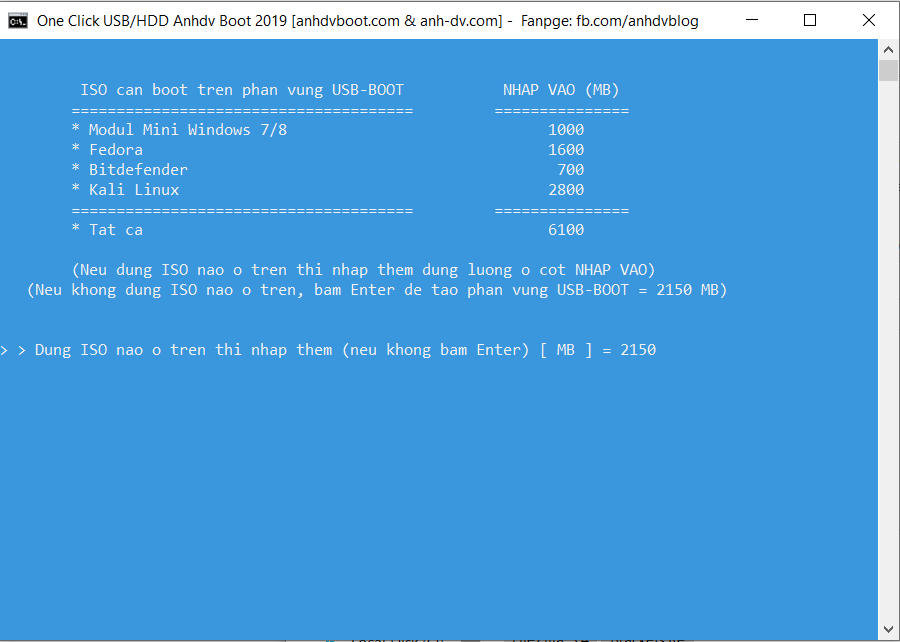 One Click USB/HDD Anhdv Boot 2019 [anhdvboot.com & anh-dv.com] - Fanpge: fb.com/anhdvblog
ISO can boot tren phan vung USB-BOOT NHAP VAO (MB)
====================================== ===============
* Modul Mini Windows 7/8 1000
* Fedora 1600
* Bitdefender 700
* Kali Linux 2800
====================================== ===============
* Tat ca 6100
(Neu dung ISO nao o tren thi nhap them dung luong o cot NHAP VAO)
(Neu khong dung ISO nao o tren, bam Enter de tao phan vung USB-BOOT = 2150 MB)
> > Dung ISO nao o tren thi nhap them (neu khong bam Enter) [ MB ] = 2150